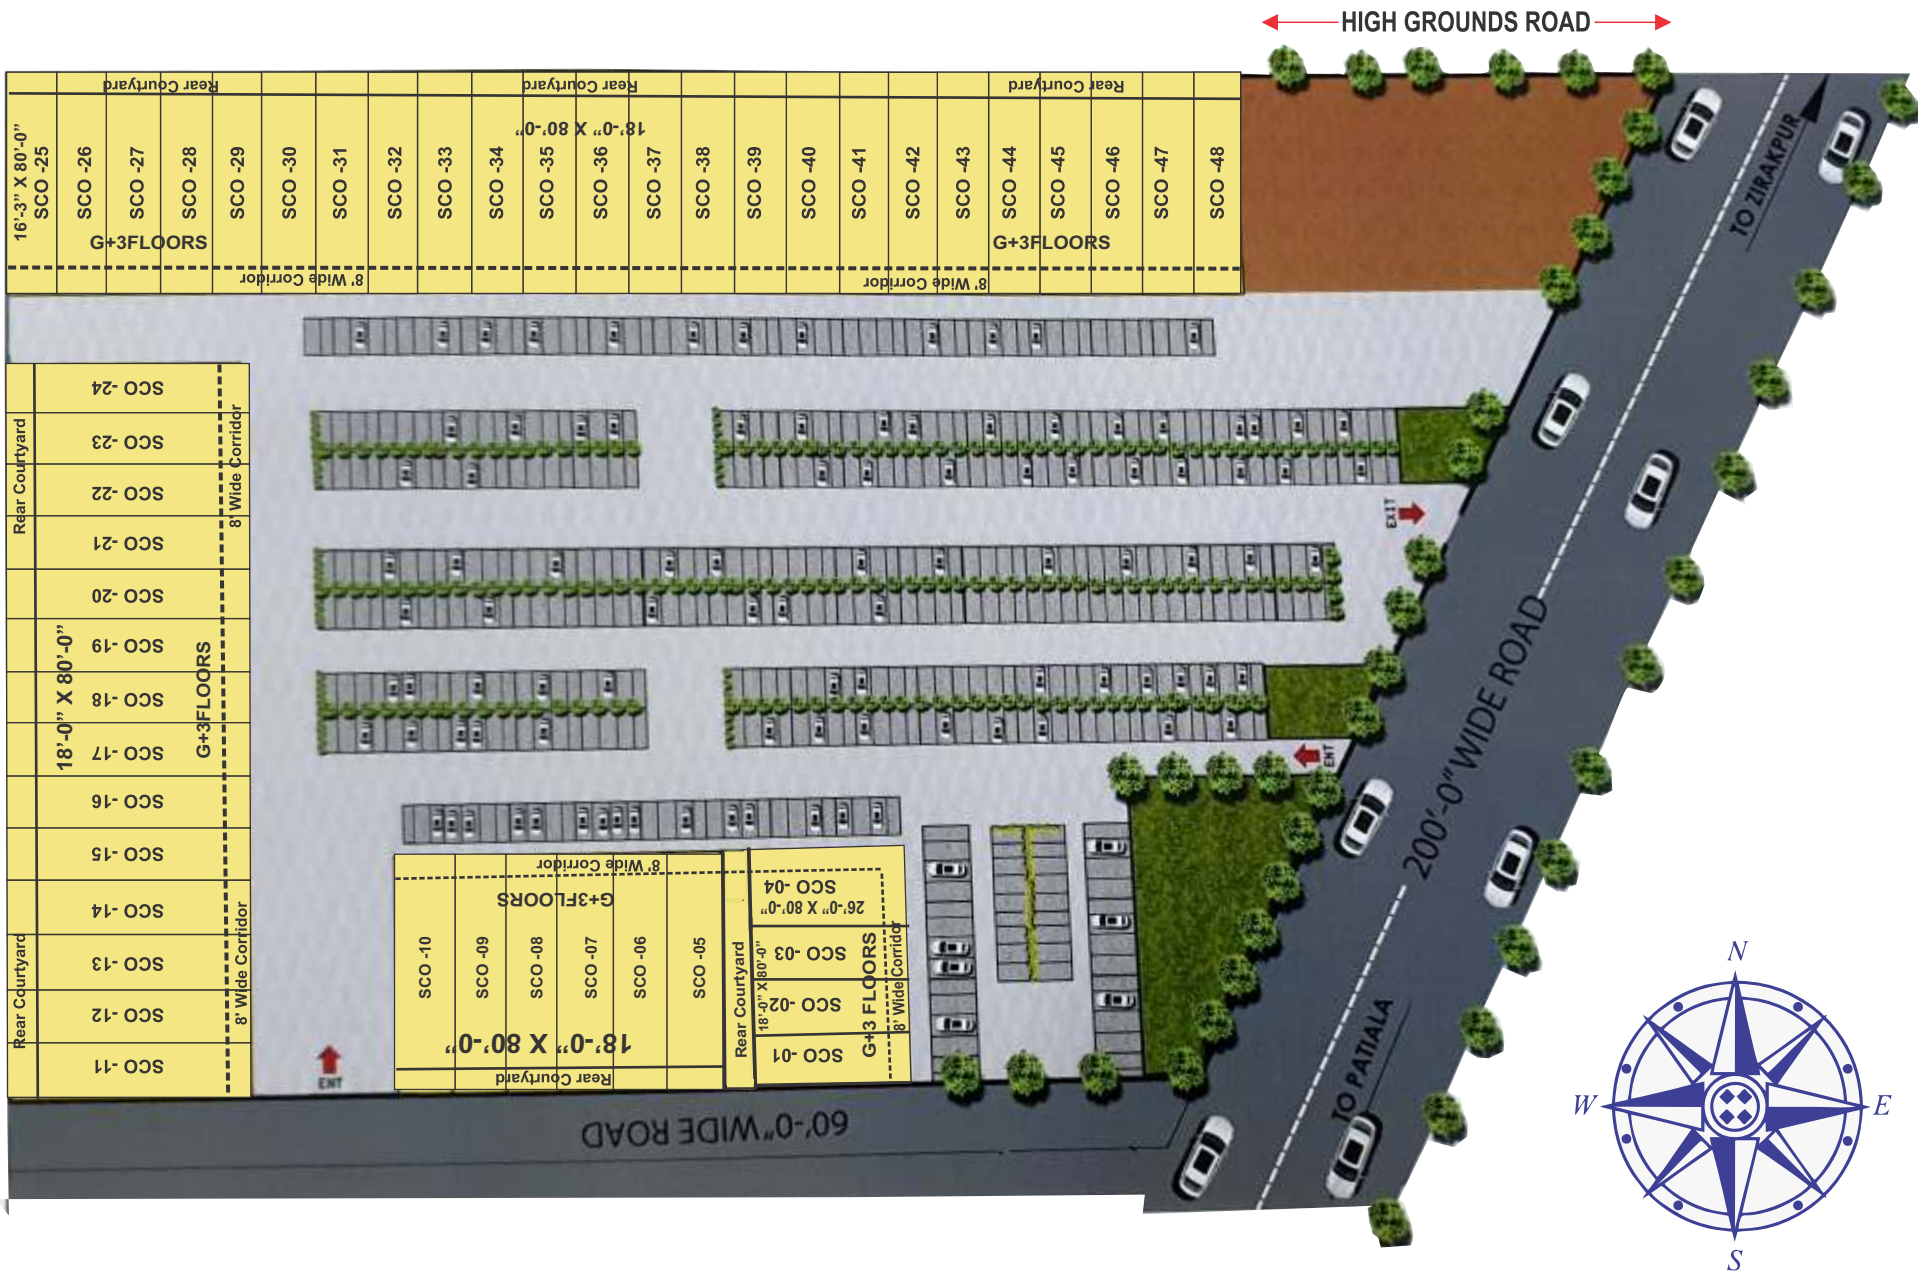 HIGH GROUNDS ROAD
Rear Courtyard
Rear Courtyard
Rear Courtyard
16'-3" X 80'-0"
18'-0" X 80'-0"
SCO -25
SCO -26
SCO -27
SCO -28
SCO -29
SCO -30
SCO -31
SCO -32
SCO -33
SCO -34
SCO -35
SCO -36
SCO -37
SCO -38
SCO -39
SCO -40
SCO -41
SCO -42
SCO -43
SCO -44
SCO -45
SCO -46
SCO -47
SCO -48
G+3FLOORS
G+3FLOORS
8' Wide Corridor
8' Wide Corridor
TO ZIRAKPUR
SCO -24
SCO -23
SCO -22
SCO -21
SCO -20
SCO -19
SCO -18
SCO -17
SCO -16
SCO -15
SCO -14
SCO -13
SCO -12
SCO -11
Rear Courtyard
Rear Courtyard
18'-0" X 80'-0"
G+3FLOORS
8' Wide Corridor
8' Wide Corridor
EXIT
ENT
200'-0" WIDE ROAD
8' Wide Corridor
G+3FLOORS
SCO -10
SCO -09
SCO -08
SCO -07
SCO -06
SCO -05
18'-0" X 80'-0"
Rear Courtyard
Rear Courtyard
SCO -04
26'-0" X 80'-0"
SCO -03
18'-0" X 80'-0"
SCO -02
SCO -01
G+3 FLOORS
8' Wide Corridor
ENT
TO PATIALA
60'-0" WIDE ROAD
N
W
E
S